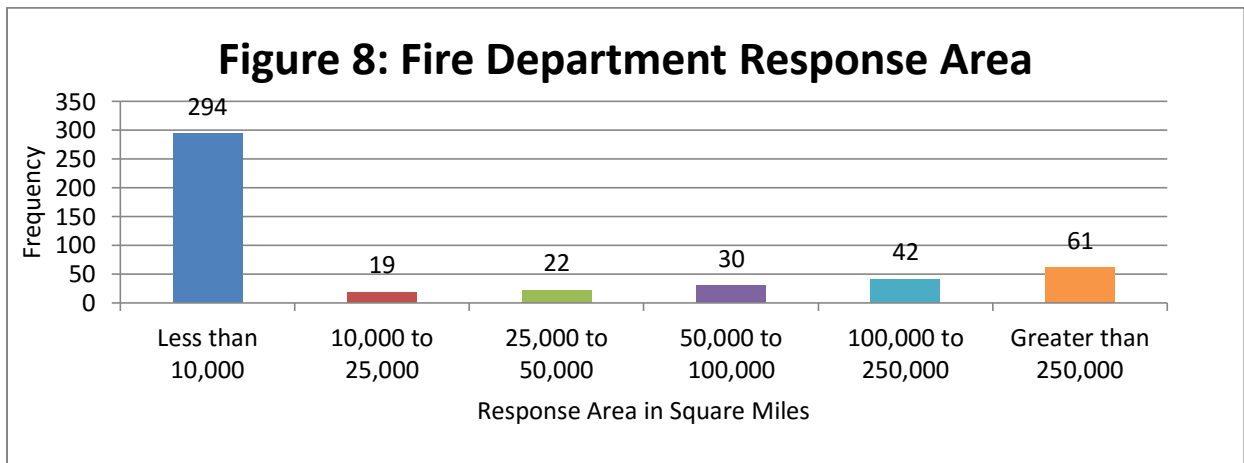 Figure 8: Fire Department Response Area
Frequency
350
300
250
200
150
100
50
0
294
19
22
30
42
61
Less than
10,000
10,000 to
25,000
25,000 to
50,000
50,000 to
100,000
100,000 to
250,000
Greater than
250,000
Response Area in Square Miles